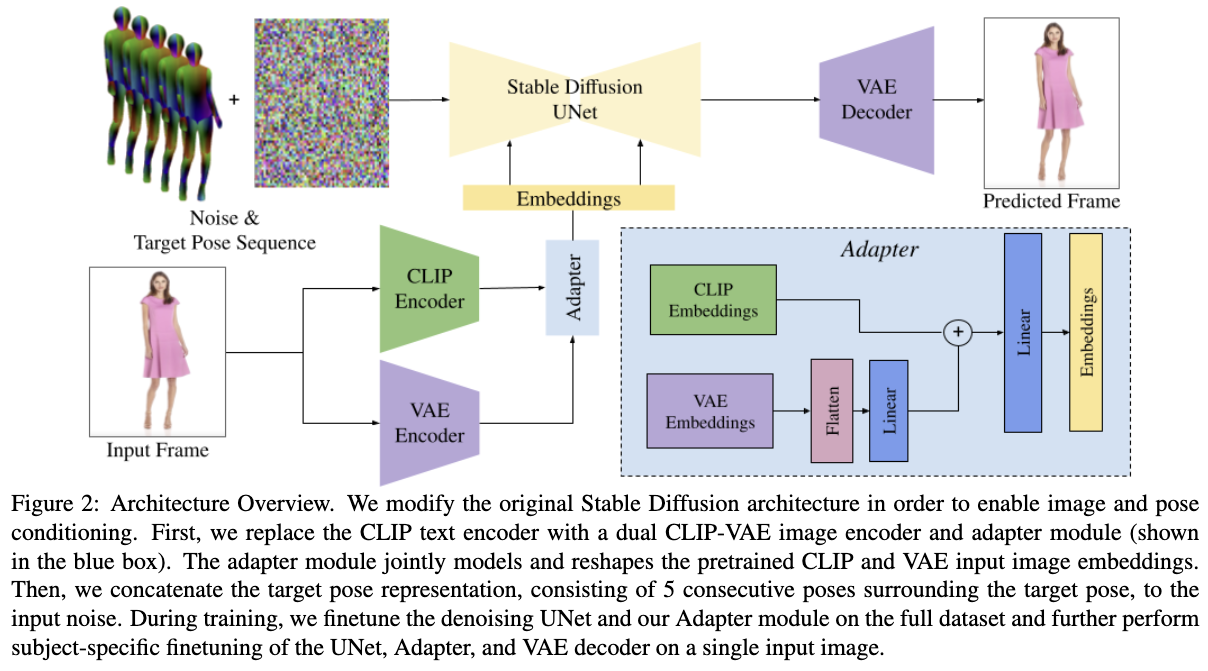 Stable Diffusion
UNet
VAE
Decoder
+
Noise &
Target Pose Sequence
Embeddings
Predicted Frame
CLIP
Encoder
Adapter
VAE
Encoder
Input Frame
Adapter
CLIP
Embeddings
VAE
Embeddings
Flatten
Linear
+
Linear
Embeddings
Figure 2: Architecture Overview. We modify the original Stable Diffusion architecture in order to enable image and pose
conditioning. First, we replace the CLIP text encoder with a dual CLIP-VAE image encoder and adapter module (shown
in the blue box). The adapter module jointly models and reshapes the pretrained CLIP and VAE input image embeddings.
Then, we concatenate the target pose representation, consisting of 5 consecutive poses surrounding the target pose, to the
input noise. During training, we finetune the denoising UNet and our Adapter module on the full dataset and further perform
subject-specific finetuning of the UNet, Adapter, and VAE decoder on a single input image.